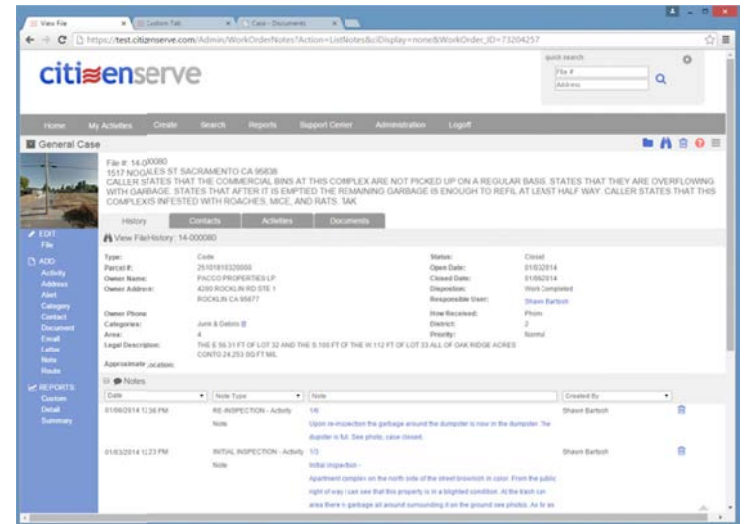 View File
Custom Tab
Case - Documents
https://test.citizenserve.com/Admin/WorkOrderNotes?Action=ListNotes&ciDisplay=none&WorkOrder_ID=73204257
citizenserve
quick search:
File #
Address
Home My Activities Create Search Reports Support Center Administration Logoff
General Case
File #: 14-000080
1517 NOGALES ST SACRAMENTO CA 95838
CALLER STATES THAT THE COMMERCIAL BINS AT THIS COMPLEX ARE NOT PICKED UP ON A REGULAR BASIS. STATES THAT THEY ARE OVERFLOWING
WITH GARBAGE. STATES THAT AFTER IT IS EMPTIED THE REMAINING GARBAGE IS ENOUGH TO REFIL AT LEAST HALF WAY. CALLER STATES THAT THIS
COMPLEXIS INFESTED WITH ROACHES, MICE, AND RATS. TAK
History Contacts Activities Documents
EDIT
File
ADD
Activity
Address
Alert
Category
Contact
Document
Email
Letter
Note
Route
REPORTS
Custom
Detail
Summary
View File History: 14-000080
Type: Code Status: Closed
Parcel #: 25101810320000 Open Date: 01/03/2014
Owner Name: PACCO PROPERTIES LP Closed Date: 01/06/2014
Owner Address: 4280 ROCKLIN RD STE 1 Disposition: Work Completed
ROCKLIN CA 95677 Responsible User: Shawn Bartosh
Owner Phone How Received: Phone
Categories: Junk & Debris District: 2
Area: 4 Priority: Normal
Legal Description: THE E 56.31 FT OF LOT 32 AND THE S 100 FT OF THE W 112 FT OF LOT 33 ALL OF OAK RIDGE ACRES
CONTO 24,253 SQ FT M/L
Approximate Location:
Notes
Date Note Type Note Created By
01/06/2014 1:36 PM RE-INSPECTION - Activity 1/6 Shawn Bartosh
Note Upon re-inspection the garbage around the dumpster is now in the dumpster. The
dupster is full. See photo, case closed.
01/03/2014 1:23 PM INITIAL INSPECTION - Activity 1/3 Shawn Bartosh
Note Initial inspection -
Apartment complex on the north side of the street brownish in color. From the public
right of way i can see that this property is in a blighted condition. At the trash can
area there is garbage all around surrounding it on the ground see photos. As far as